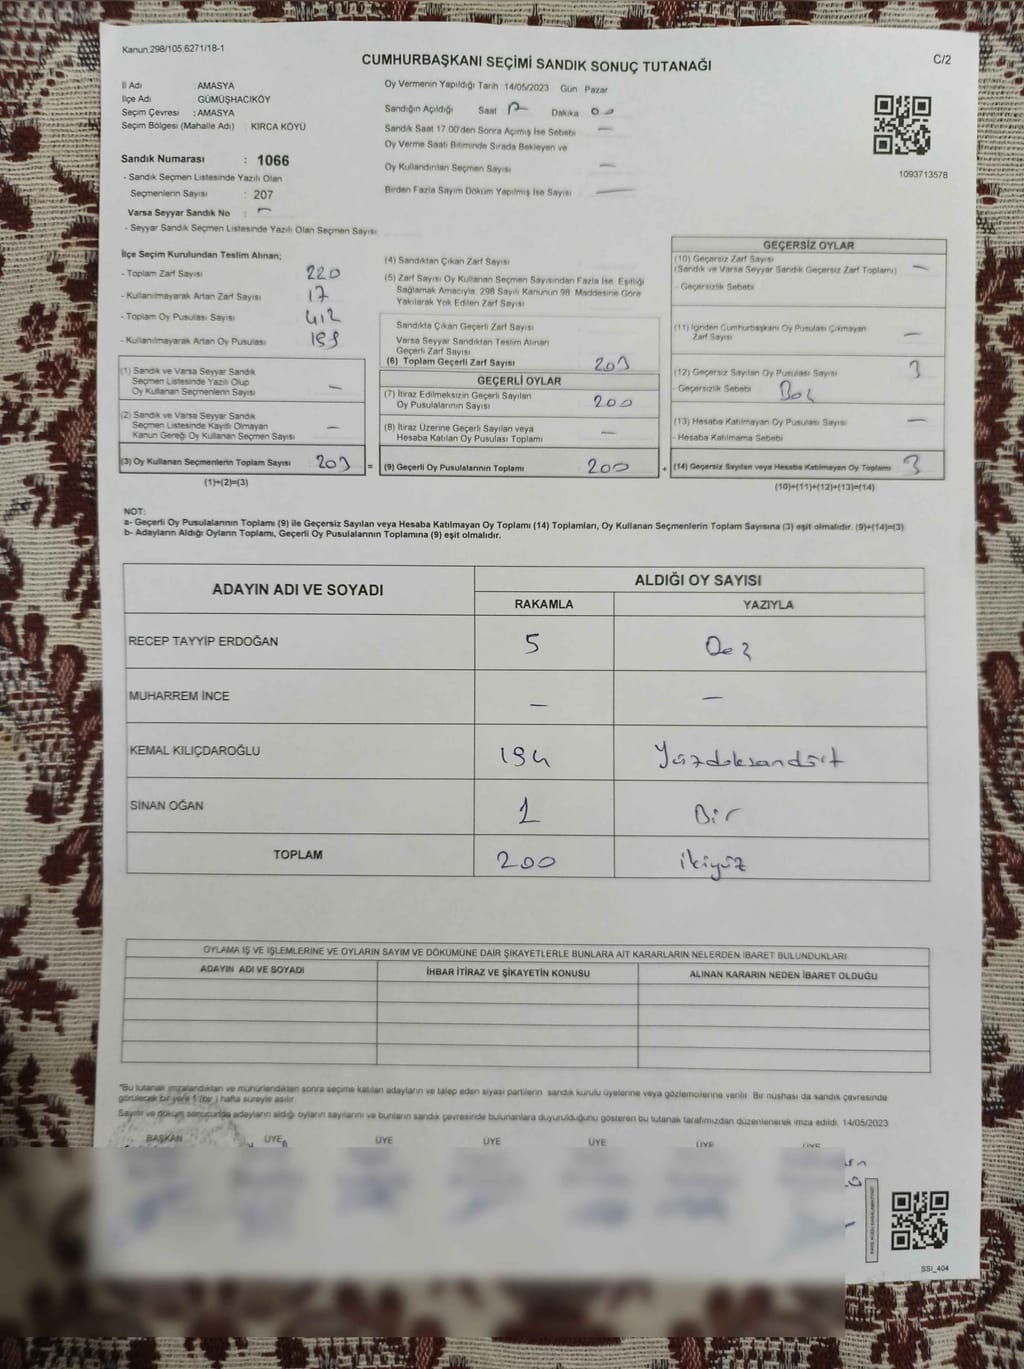 Kanun,298/105,6271/18-1
CUMHURBAŞKANI SEÇİMİ SANDIK SONUÇ TUTANAĞI
C/2
İl Adı : AMASYA
İlçe Adı : GÜMÜŞHACIKÖY
Seçim Çevresi : AMASYA
Seçim Bölgesi (Mahalle Adı) : KIRCA KÖYÜ
Sandık Numarası : 1066
- Sandık Seçmen Listesinde Yazılı Olan
Seçmenlerin Sayısı : 207
Varsa Seyyar Sandık No : —
- Seyyar Sandık Seçmen Listesinde Yazılı Olan Seçmen Sayısı
Oy Vermenin Yapıldığı Tarih 14/05/2023 Gün Pazar
Sandığın Açıldığı Saat 17 Dakika 00
Sandık Saat 17:00'den Sonra Açılmış İse Sebebi —
Oy Verme Saati Bitiminde Sırada Bekleyen ve
Oy Kullandırılan Seçmen Sayısı —
Birden Fazla Sayım Döküm Yapılmış İse Sayısı —
1093713578
İlçe Seçim Kurulundan Teslim Alınan;
- Toplam Zarf Sayısı 220
- Kullanılmayarak Artan Zarf Sayısı 17
- Toplam Oy Pusulası Sayısı 412
- Kullanılmayarak Artan Oy Pusulası
(1) Sandık ve Varsa Seyyar Sandık
Seçmen Listesinde Yazılı Olup
Oy Kullanan Seçmenlerin Sayısı —
(2) Sandık ve Varsa Seyyar Sandık
Seçmen Listesinde Kayıtlı Olmayan
Kanun Gereği Oy Kullanan Seçmen Sayısı —
(3) Oy Kullanan Seçmenlerin Toplam Sayısı 203 =
(1)+(2)=(3)
(4) Sandıktan Çıkan Zarf Sayısı
(5) Zarf Sayısı Oy Kullanan Seçmen Sayısından Fazla İse, Eşitliği
Sağlamak Amacıyla, 298 Sayılı Kanunun 98. Maddesine Göre
Yakılarak Yok Edilen Zarf Sayısı
Sandıkta Çıkan Geçerli Zarf Sayısı
Varsa Seyyar Sandıktan Teslim Alınan
Geçerli Zarf Sayısı
(6) Toplam Geçerli Zarf Sayısı 203
GEÇERLİ OYLAR
(7) İtiraz Edilmeksizin Geçerli Sayılan
Oy Pusulalarının Sayısı 200
(8) İtiraz Üzerine Geçerli Sayılan veya
Hesaba Katılan Oy Pusulası Toplamı —
(9) Geçerli Oy Pusulalarının Toplamı 200 +
GEÇERSİZ OYLAR
(10) Geçersiz Zarf Sayısı
(Sandık ve Varsa Seyyar Sandık Geçersiz Zarf Toplamı) —
- Geçersizlik Sebebi
(11) İçinden Cumhurbaşkanı Oy Pusulası Çıkmayan
Zarf Sayısı —
(12) Geçersiz Sayılan Oy Pusulası Sayısı 3
- Geçersizlik Sebebi
(13) Hesaba Katılmayan Oy Pusulası Sayısı —
- Hesaba Katılmama Sebebi
(14) Geçersiz Sayılan veya Hesaba Katılmayan Oy Toplamı 3
(10)+(11)+(12)+(13)=(14)
NOT:
a- Geçerli Oy Pusulalarının Toplamı (9) ile Geçersiz Sayılan veya Hesaba Katılmayan Oy Toplamı (14) Toplamları, Oy Kullanan Seçmenlerin Toplam Sayısına (3) eşit olmalıdır. (9)+(14)=(3)
b- Adayların Aldığı Oyların Toplamı, Geçerli Oy Pusulalarının Toplamına (9) eşit olmalıdır.
ADAYIN ADI VE SOYADI
ALDIĞI OY SAYISI
RAKAMLA YAZIYLA
RECEP TAYYİP ERDOĞAN 5
MUHARREM İNCE — —
KEMAL KILIÇDAROĞLU 194 Yüzdoksandört
SİNAN OĞAN 1 Bir
TOPLAM 200 ikiyüz
OYLAMA İŞ VE İŞLEMLERİNE VE OYLARIN SAYIM VE DÖKÜMÜNE DAİR ŞİKAYETLERLE BUNLARA AİT KARARLARIN NELERDEN İBARET BULUNDUKLARI
ADAYIN ADI VE SOYADI
İHBAR İTİRAZ VE ŞİKAYETİN KONUSU
ALINAN KARARIN NEDEN İBARET OLDUĞU
*Bu tutanak imzalandıktan ve mühürlendikten sonra seçime katılan adayların ve talep eden siyasi partilerin sandık kurulu üyelerine veya gözlemcilerine verilir. Bir nüshası da sandık çevresinde
görülecek bir yere 1 (bir) hafta süreyle asılır.
Sayım ve döküm sonucunda adayların aldığı oyların sayılarını ve bunların sandık çevresinde bulunanlara duyurulduğunu gösteren bu tutanak tarafımızdan düzenlenerek imza edildi. 14/05/2023
BAŞKAN ÜYE ÜYE ÜYE ÜYE ÜYE ÜYE
SSI_404